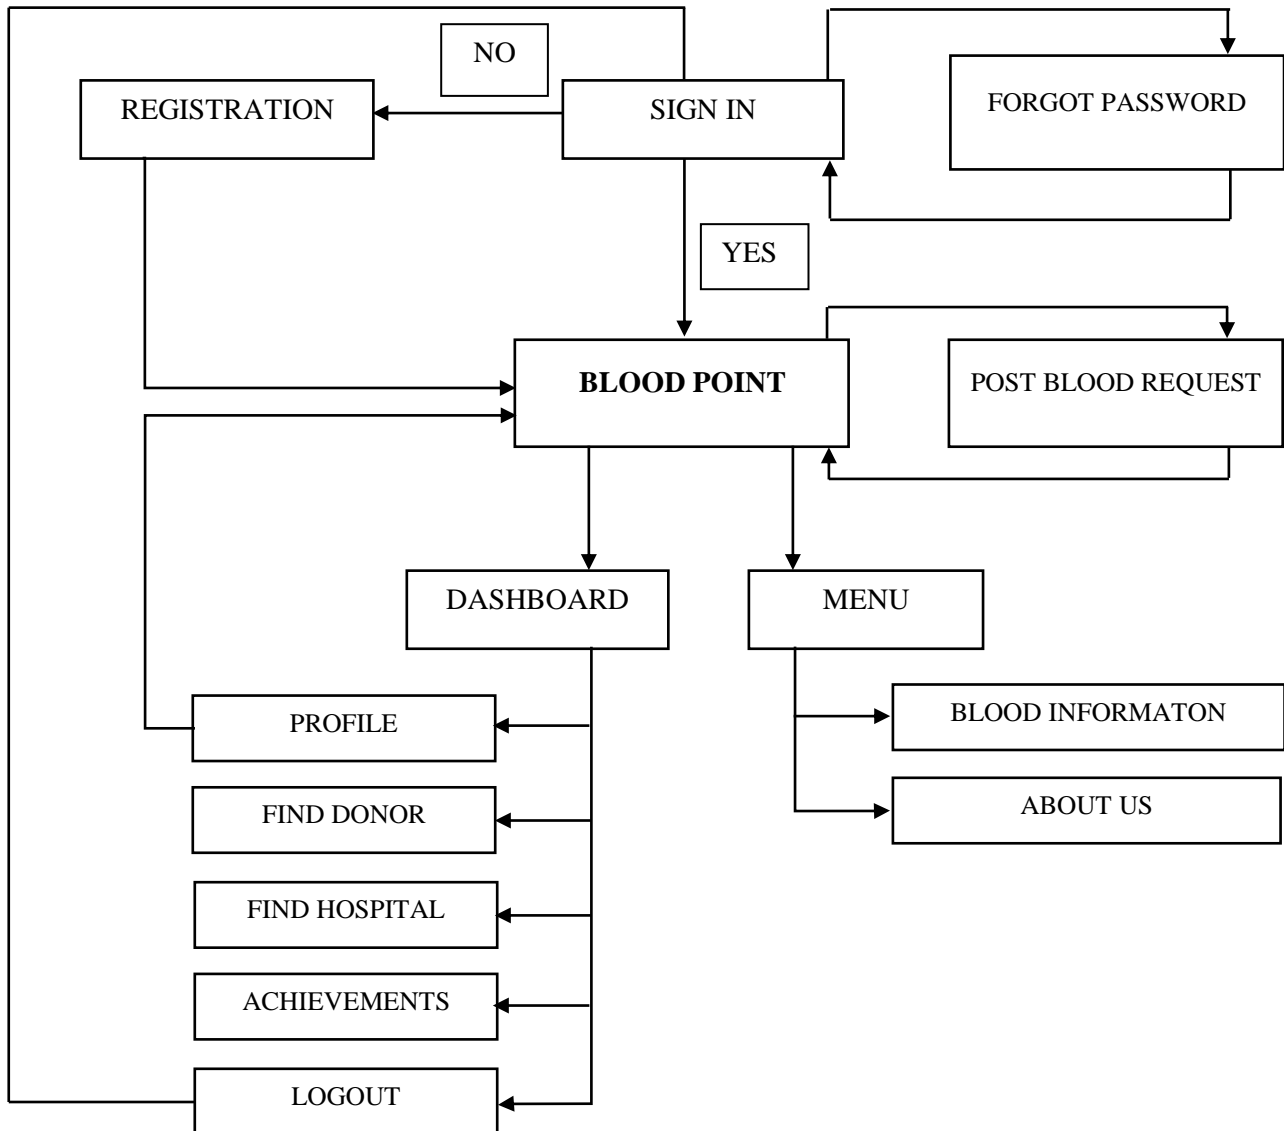 NO
REGISTRATION
SIGN IN
FORGOT PASSWORD
YES
BLOOD POINT
POST BLOOD REQUEST
DASHBOARD
MENU
PROFILE
BLOOD INFORMATON
FIND DONOR
ABOUT US
FIND HOSPITAL
ACHIEVEMENTS
LOGOUT